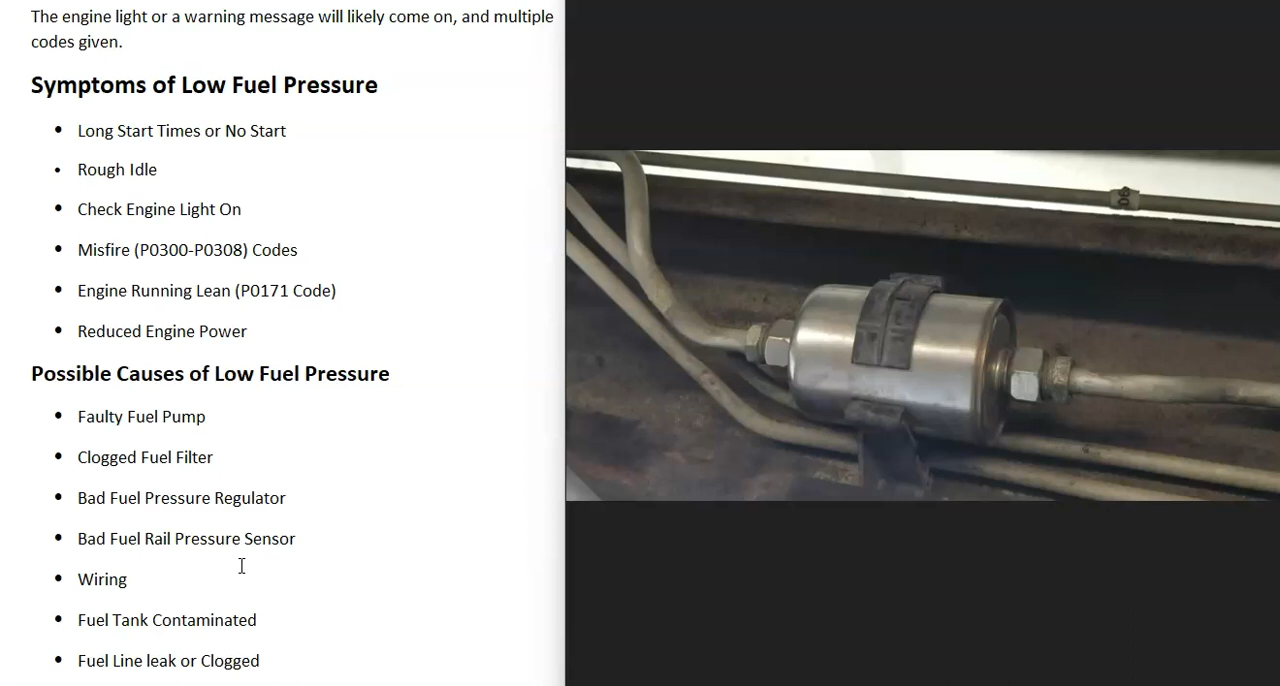 The engine light or a warning message will likely come on, and multiple
codes given.
Symptoms of Low Fuel Pressure
Long Start Times or No Start
Rough Idle
Check Engine Light On
Misfire (P0300-P0308) Codes
Engine Running Lean (P0171 Code)
Reduced Engine Power
Possible Causes of Low Fuel Pressure
Faulty Fuel Pump
Clogged Fuel Filter
Bad Fuel Pressure Regulator
Bad Fuel Rail Pressure Sensor
Wiring
Fuel Tank Contaminated
Fuel Line leak or Clogged